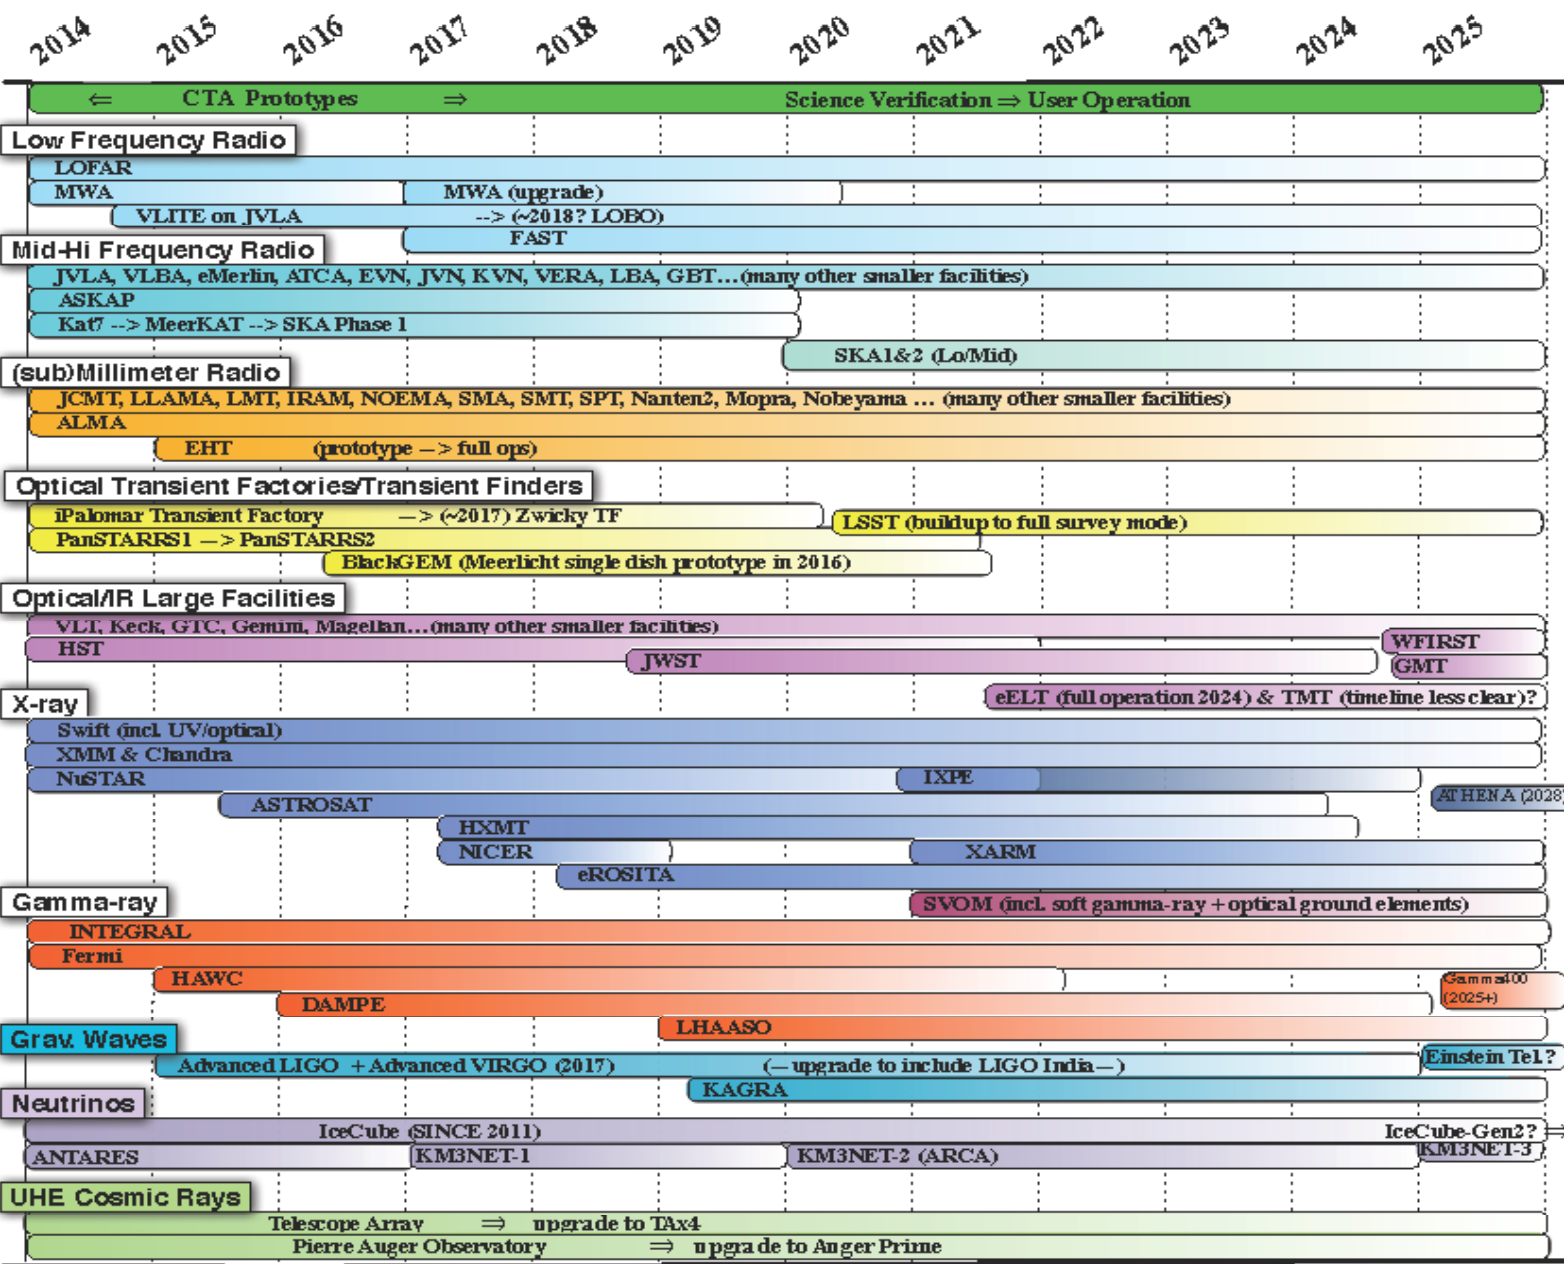 2014 2015 2016 2017 2018 2019 2020 2021 2022 2023 2024 2025
⇐ CTA Prototypes ⇒ Science Verification ⇒ User Operation
Low Frequency Radio
LOFAR
MWA MWA (upgrade)
VLITE on JVLA --> (~2018? LOBO)
FAST
Mid-Hi Frequency Radio
JVLA, VLBA, eMerlin, ATCA, EVN, JVN, KVN, VERA, LBA, GBT...(many other smaller facilities)
ASKAP
Kat7 --> MeerKAT --> SKA Phase 1
SKA1&2 (Lo/Mid)
(sub)Millimeter Radio
JCMT, LLAMA, LMT, IRAM, NOEMA, SMA, SMT, SPT, Nanten2, Mopra, Nobeyama ... (many other smaller facilities)
ALMA
EHT (prototype —> full ops)
Optical Transient Factories/Transient Finders
iPalomar Transient Factory —> (~2017) Zwicky TF
LSST (buildup to full survey mode)
PanSTARRS1 —> PanSTARRS2
BlackGEM (Meerlicht single dish prototype in 2016)
Optical/IR Large Facilities
VLT, Keck, GTC, Gemini, Magellan...(many other smaller facilities)
WFIRST
HST
JWST
GMT
eELT (full operation 2024) & TMT (timeline less clear)?
X-ray
Swift (incl. UV/optical)
XMM & Chandra
NuSTAR IXPE
ATHENA (2028
ASTROSAT
HXMT
NICER XARM
eROSITA
Gamma-ray
SVOM (incl. soft gamma-ray + optical ground elements)
INTEGRAL
Fermi
HAWC
Gamma400
(2025+)
DAMPE
LHAASO
Grav. Waves
Einstein Tel.?
Advanced LIGO + Advanced VIRGO (2017) (—upgrade to include LIGO India—)
KAGRA
Neutrinos
IceCube (SINCE 2011) IceCube-Gen2? ⇒
ANTARES KM3NET-1 KM3NET-2 (ARCA) KM3NET-3
UHE Cosmic Rays
Telescope Array ⇒ upgrade to TAx4
Pierre Auger Observatory ⇒ upgrade to Auger Prime